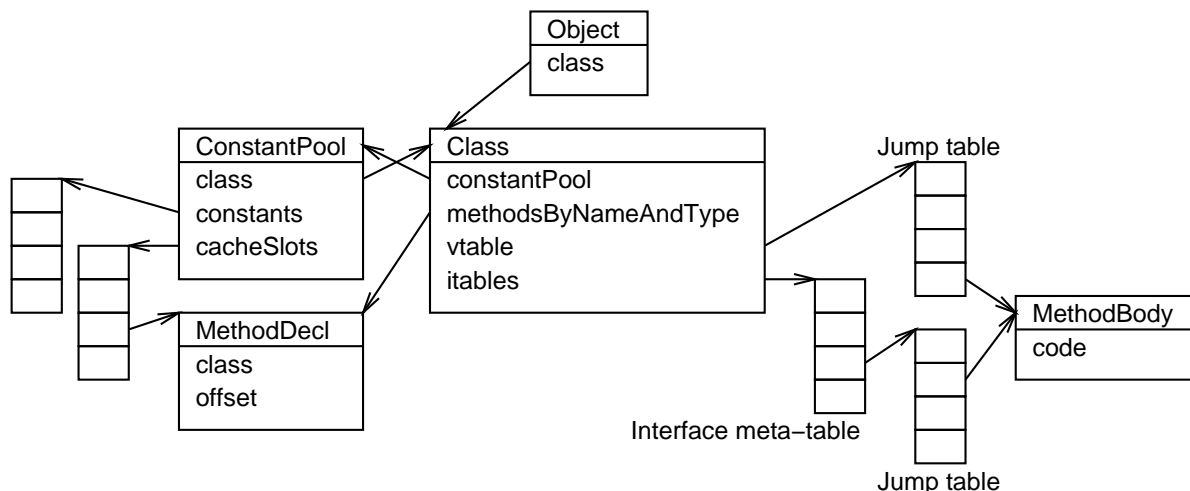 Object
class
ConstantPool
class
constants
cacheSlots
Class
constantPool
methodsByNameAndType
vtable
itables
Jump table
MethodDecl
class
offset
MethodBody
code
Interface meta−table
Jump table